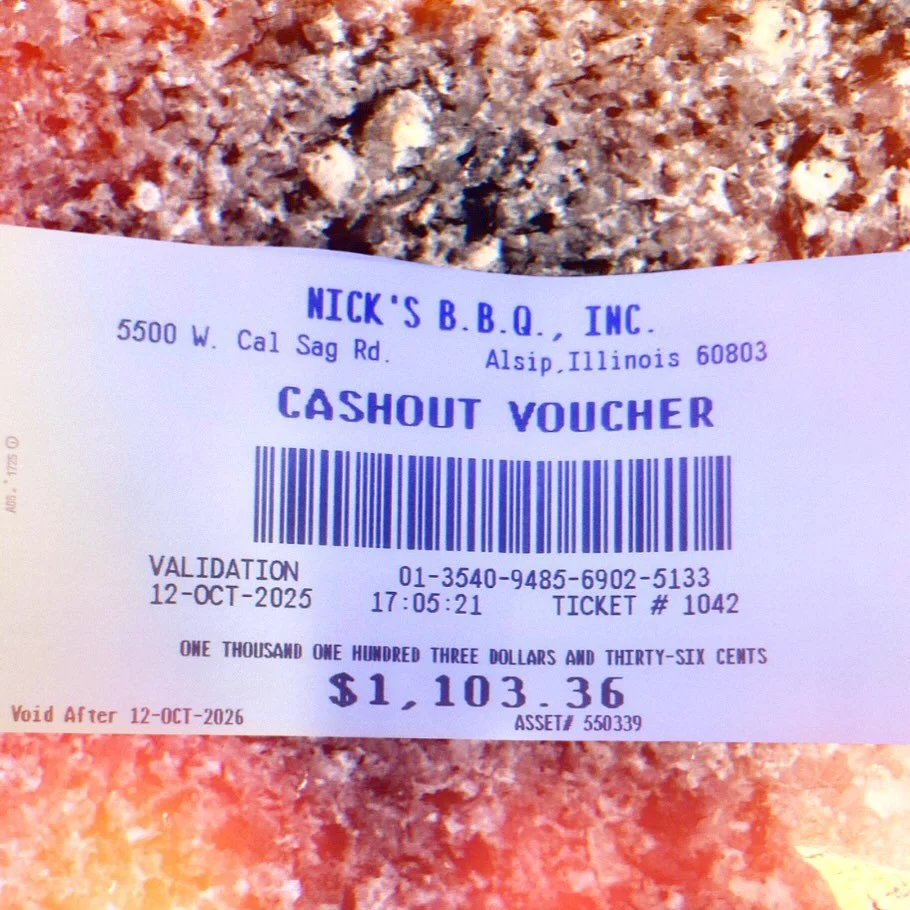 NICK'S B.B.Q., INC.
5500 W. Cal Sag Rd. Alsip,Illinois 60803
CASHOUT VOUCHER
VALIDATION 01-3540-9485-6902-5133
12-OCT-2025 17:05:21 TICKET # 1042
ONE THOUSAND ONE HUNDRED THREE DOLLARS AND THIRTY-SIX CENTS
$1,103.36
Void After 12-OCT-2026 ASSET# 550339